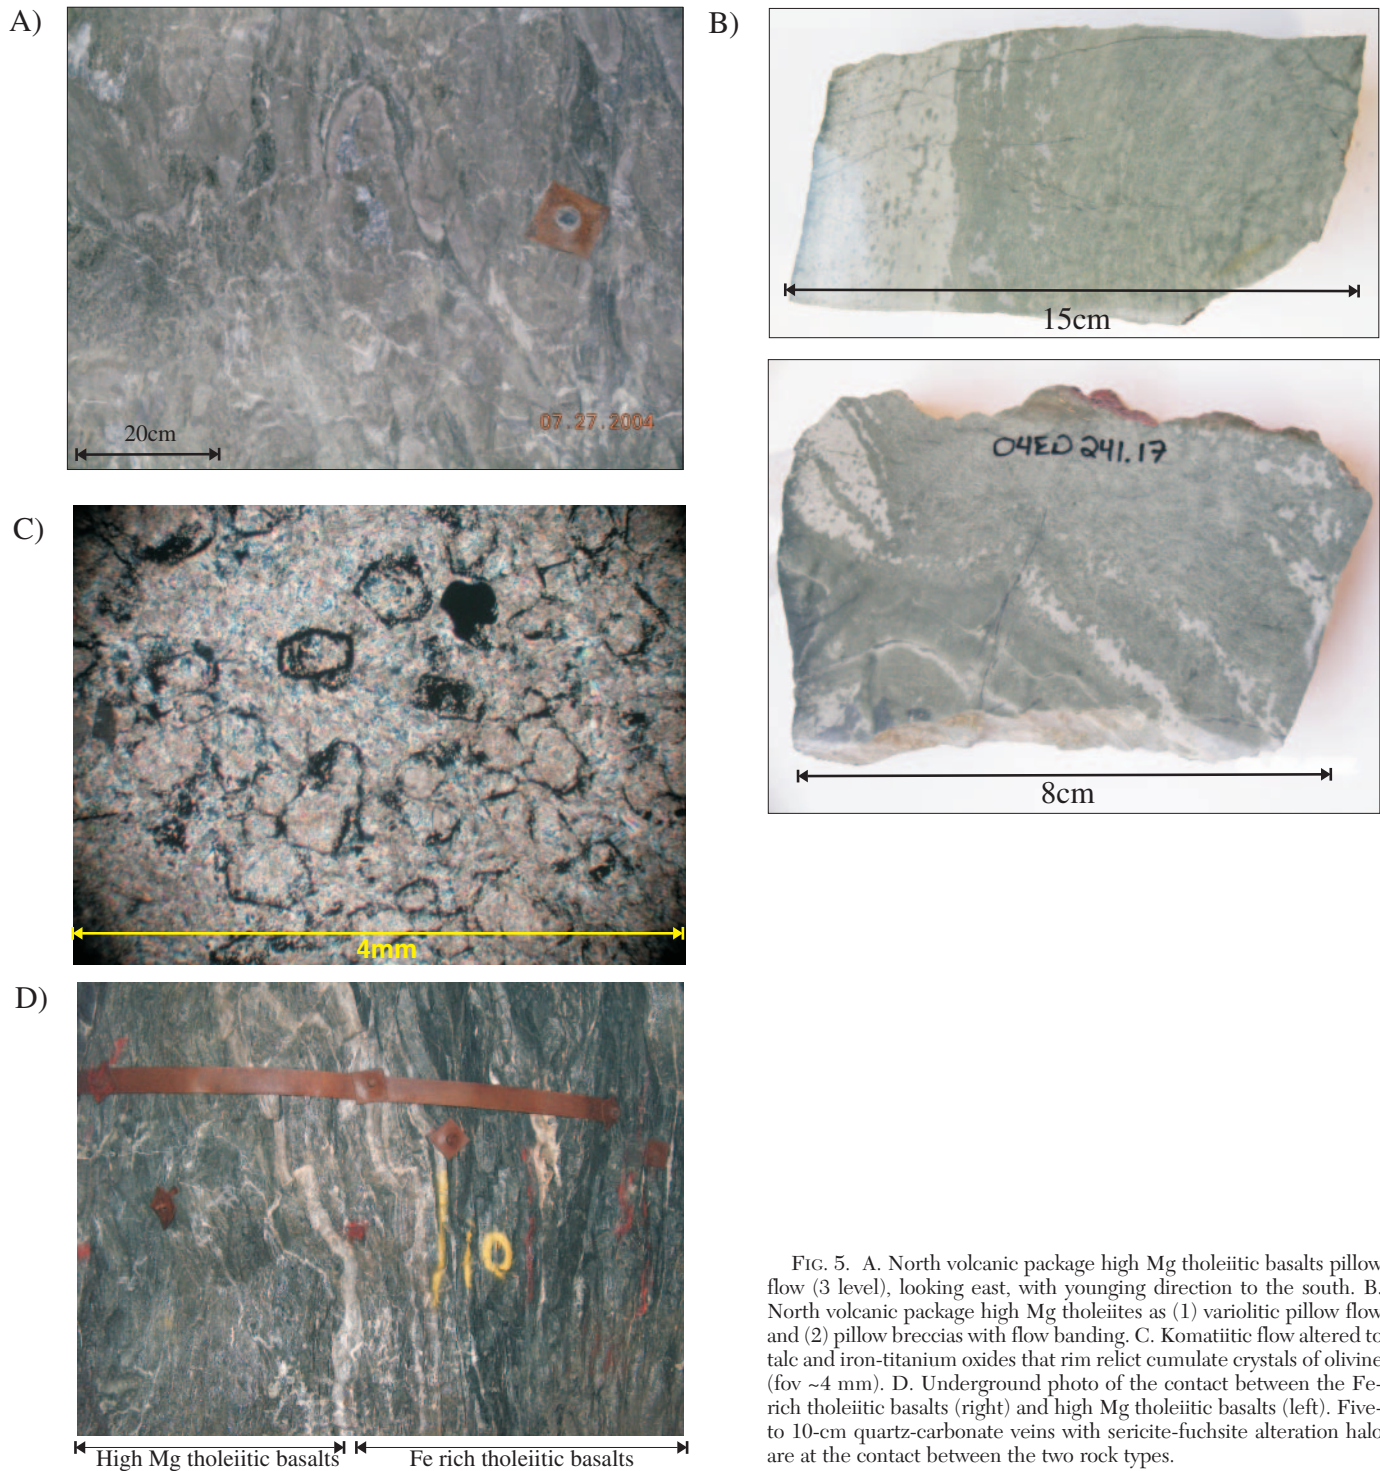 A)
20cm
07.27.2004
B)
15cm
04ED 241.17
8cm
C)
4mm
D)
110
High Mg tholeiitic basalts
Fe rich tholeiitic basalts
FIG. 5. A. North volcanic package high Mg tholeiitic basalts pillow
flow (3 level), looking east, with younging direction to the south. B.
North volcanic package high Mg tholeiites as (1) variolitic pillow flow
and (2) pillow breccias with flow banding. C. Komatiitic flow altered to
talc and iron-titanium oxides that rim relict cumulate crystals of olivine
(fov ~4 mm). D. Underground photo of the contact between the Fe-
rich tholeiitic basalts (right) and high Mg tholeiitic basalts (left). Five-
to 10-cm quartz-carbonate veins with sericite-fuchsite alteration halo
are at the contact between the two rock types.